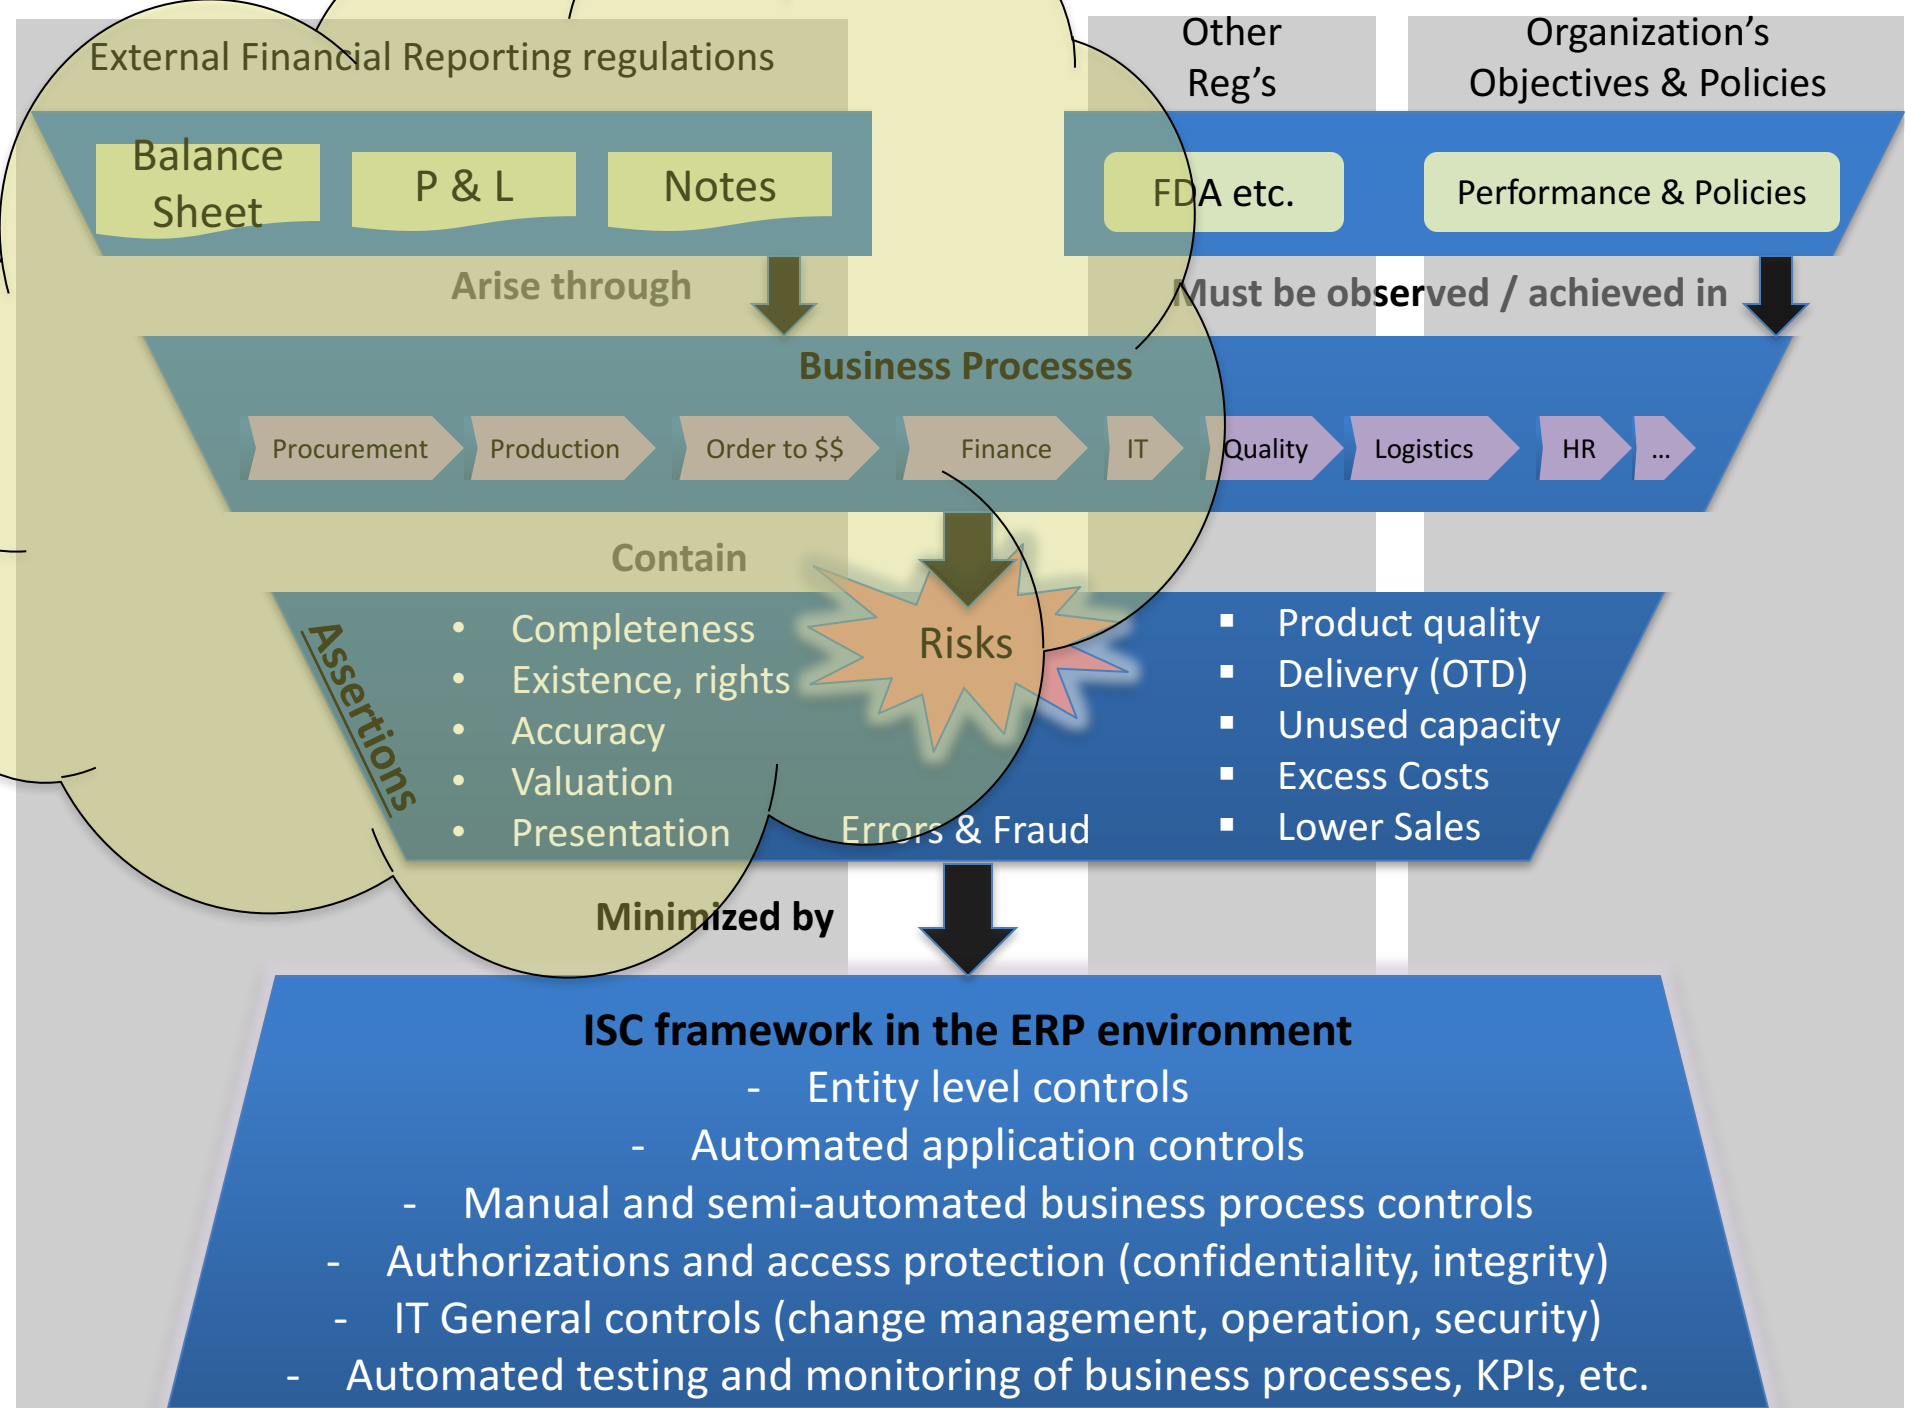 External Financial Reporting regulations
Other
Reg's
Organization's
Objectives & Policies
Balance
Sheet
P & L
Notes
FDA etc.
Performance & Policies
Arise through
Must be observed / achieved in
Business Processes
Procurement
Production
Order to $$
Finance
IT
Quality
Logistics
HR
...
Contain
Assertions
• Completeness
• Existence, rights
• Accuracy
• Valuation
• Presentation
Risks
Errors & Fraud
▪ Product quality
▪ Delivery (OTD)
▪ Unused capacity
▪ Excess Costs
▪ Lower Sales
Minimized by
ISC framework in the ERP environment
- Entity level controls
- Automated application controls
- Manual and semi-automated business process controls
- Authorizations and access protection (confidentiality, integrity)
- IT General controls (change management, operation, security)
- Automated testing and monitoring of business processes, KPIs, etc.